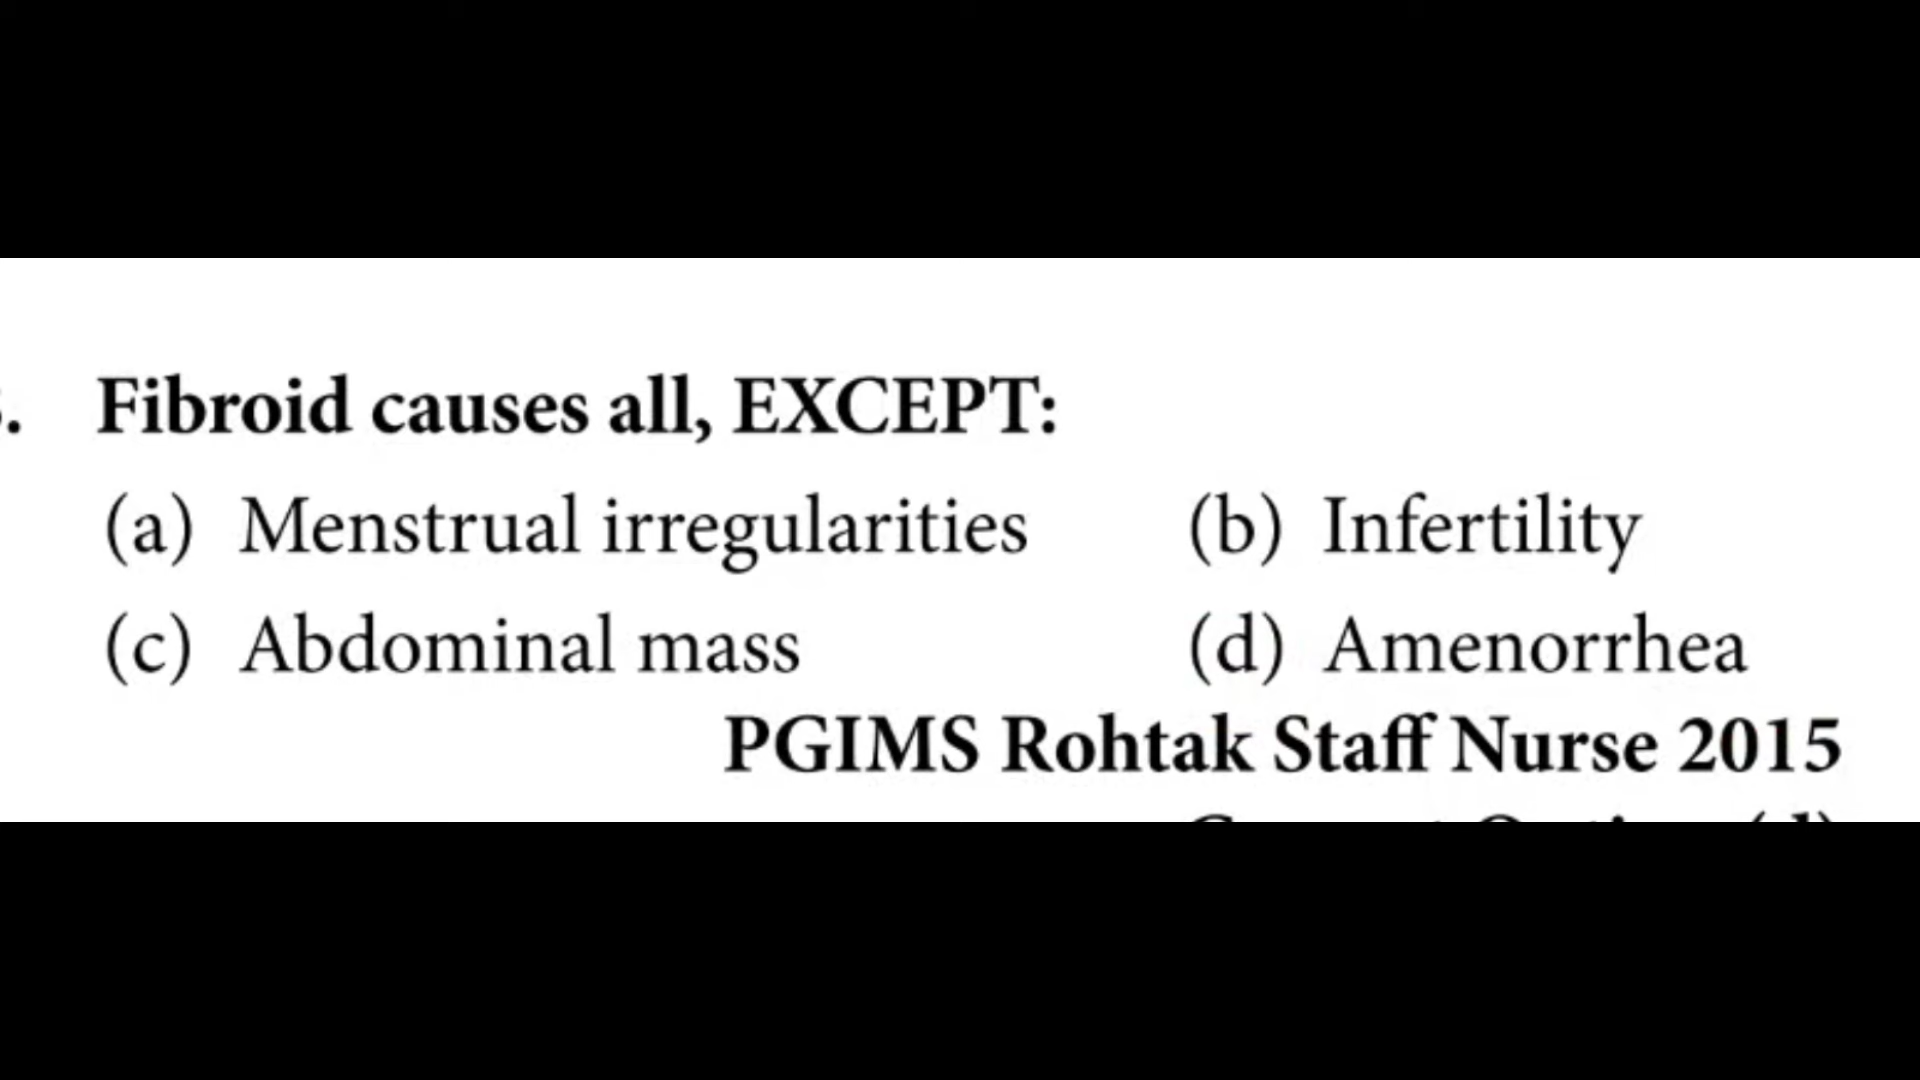 . Fibroid causes all, EXCEPT:
(a) Menstrual irregularities (b) Infertility
(c) Abdominal mass (d) Amenorrhea
PGIMS Rohtak Staff Nurse 2015